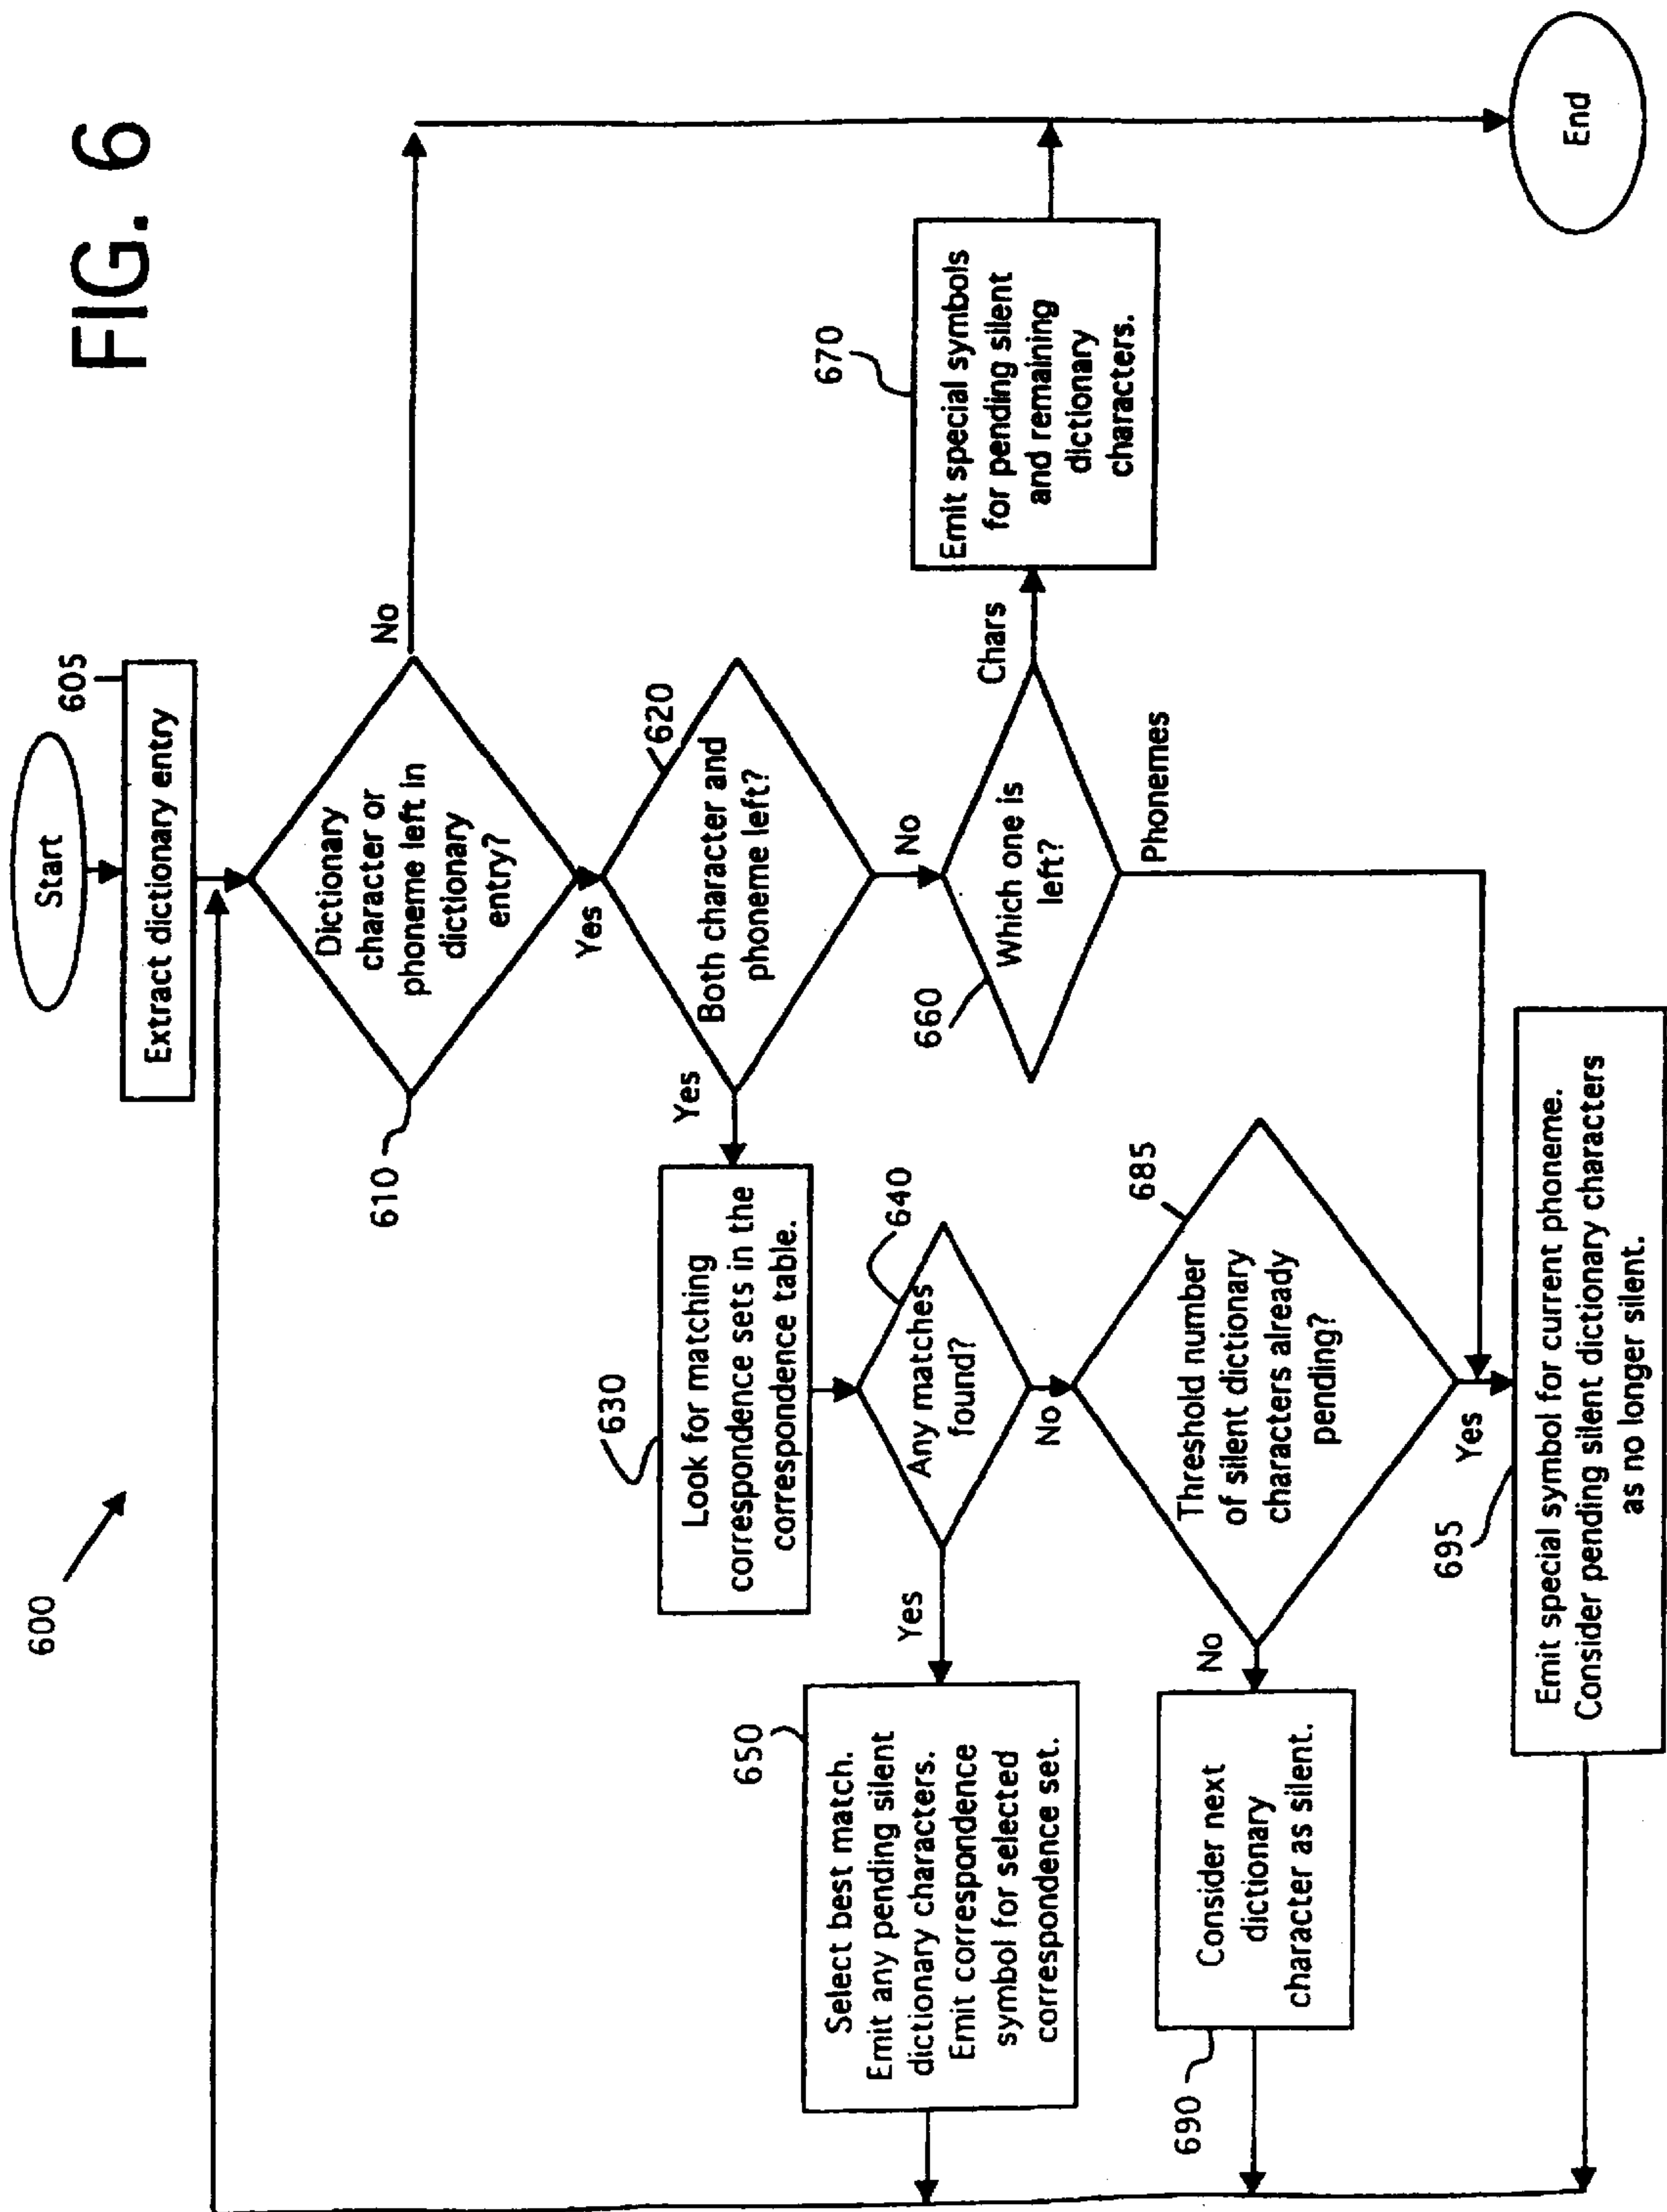 FIG. 6
600
Start
605
Extract dictionary entry
610
Dictionary
character or
phoneme left in
dictionary
entry?
No
Yes
620
Both character and
phoneme left?
Yes
No
630
Look for matching
correspondence sets in the
correspondence table.
660
Which one is
left?
Chars
Phonemes
670
Emit special symbols
for pending silent
and remaining
dictionary
characters.
640
Any matches
found?
Yes
No
650
Select best match.
Emit any pending silent
dictionary characters.
Emit correspondence
symbol for selected
correspondence set.
685
Threshold number
of silent dictionary
characters already
pending?
No
Yes
690
Consider next
dictionary
character as silent.
695
Emit special symbol for current phoneme.
Consider pending silent dictionary characters
as no longer silent.
End